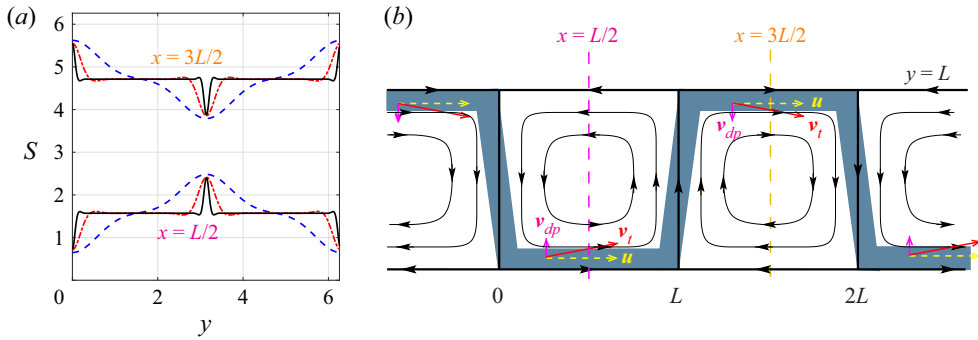 (a)
6
5
4
3
2
1
S
0
2
4
6
y
x = 3L/2
x = L/2
(b)
x = L/2
x = 3L/2
y = L
u
v_dp
v_t
v_dp
v_t
u
0
L
2L